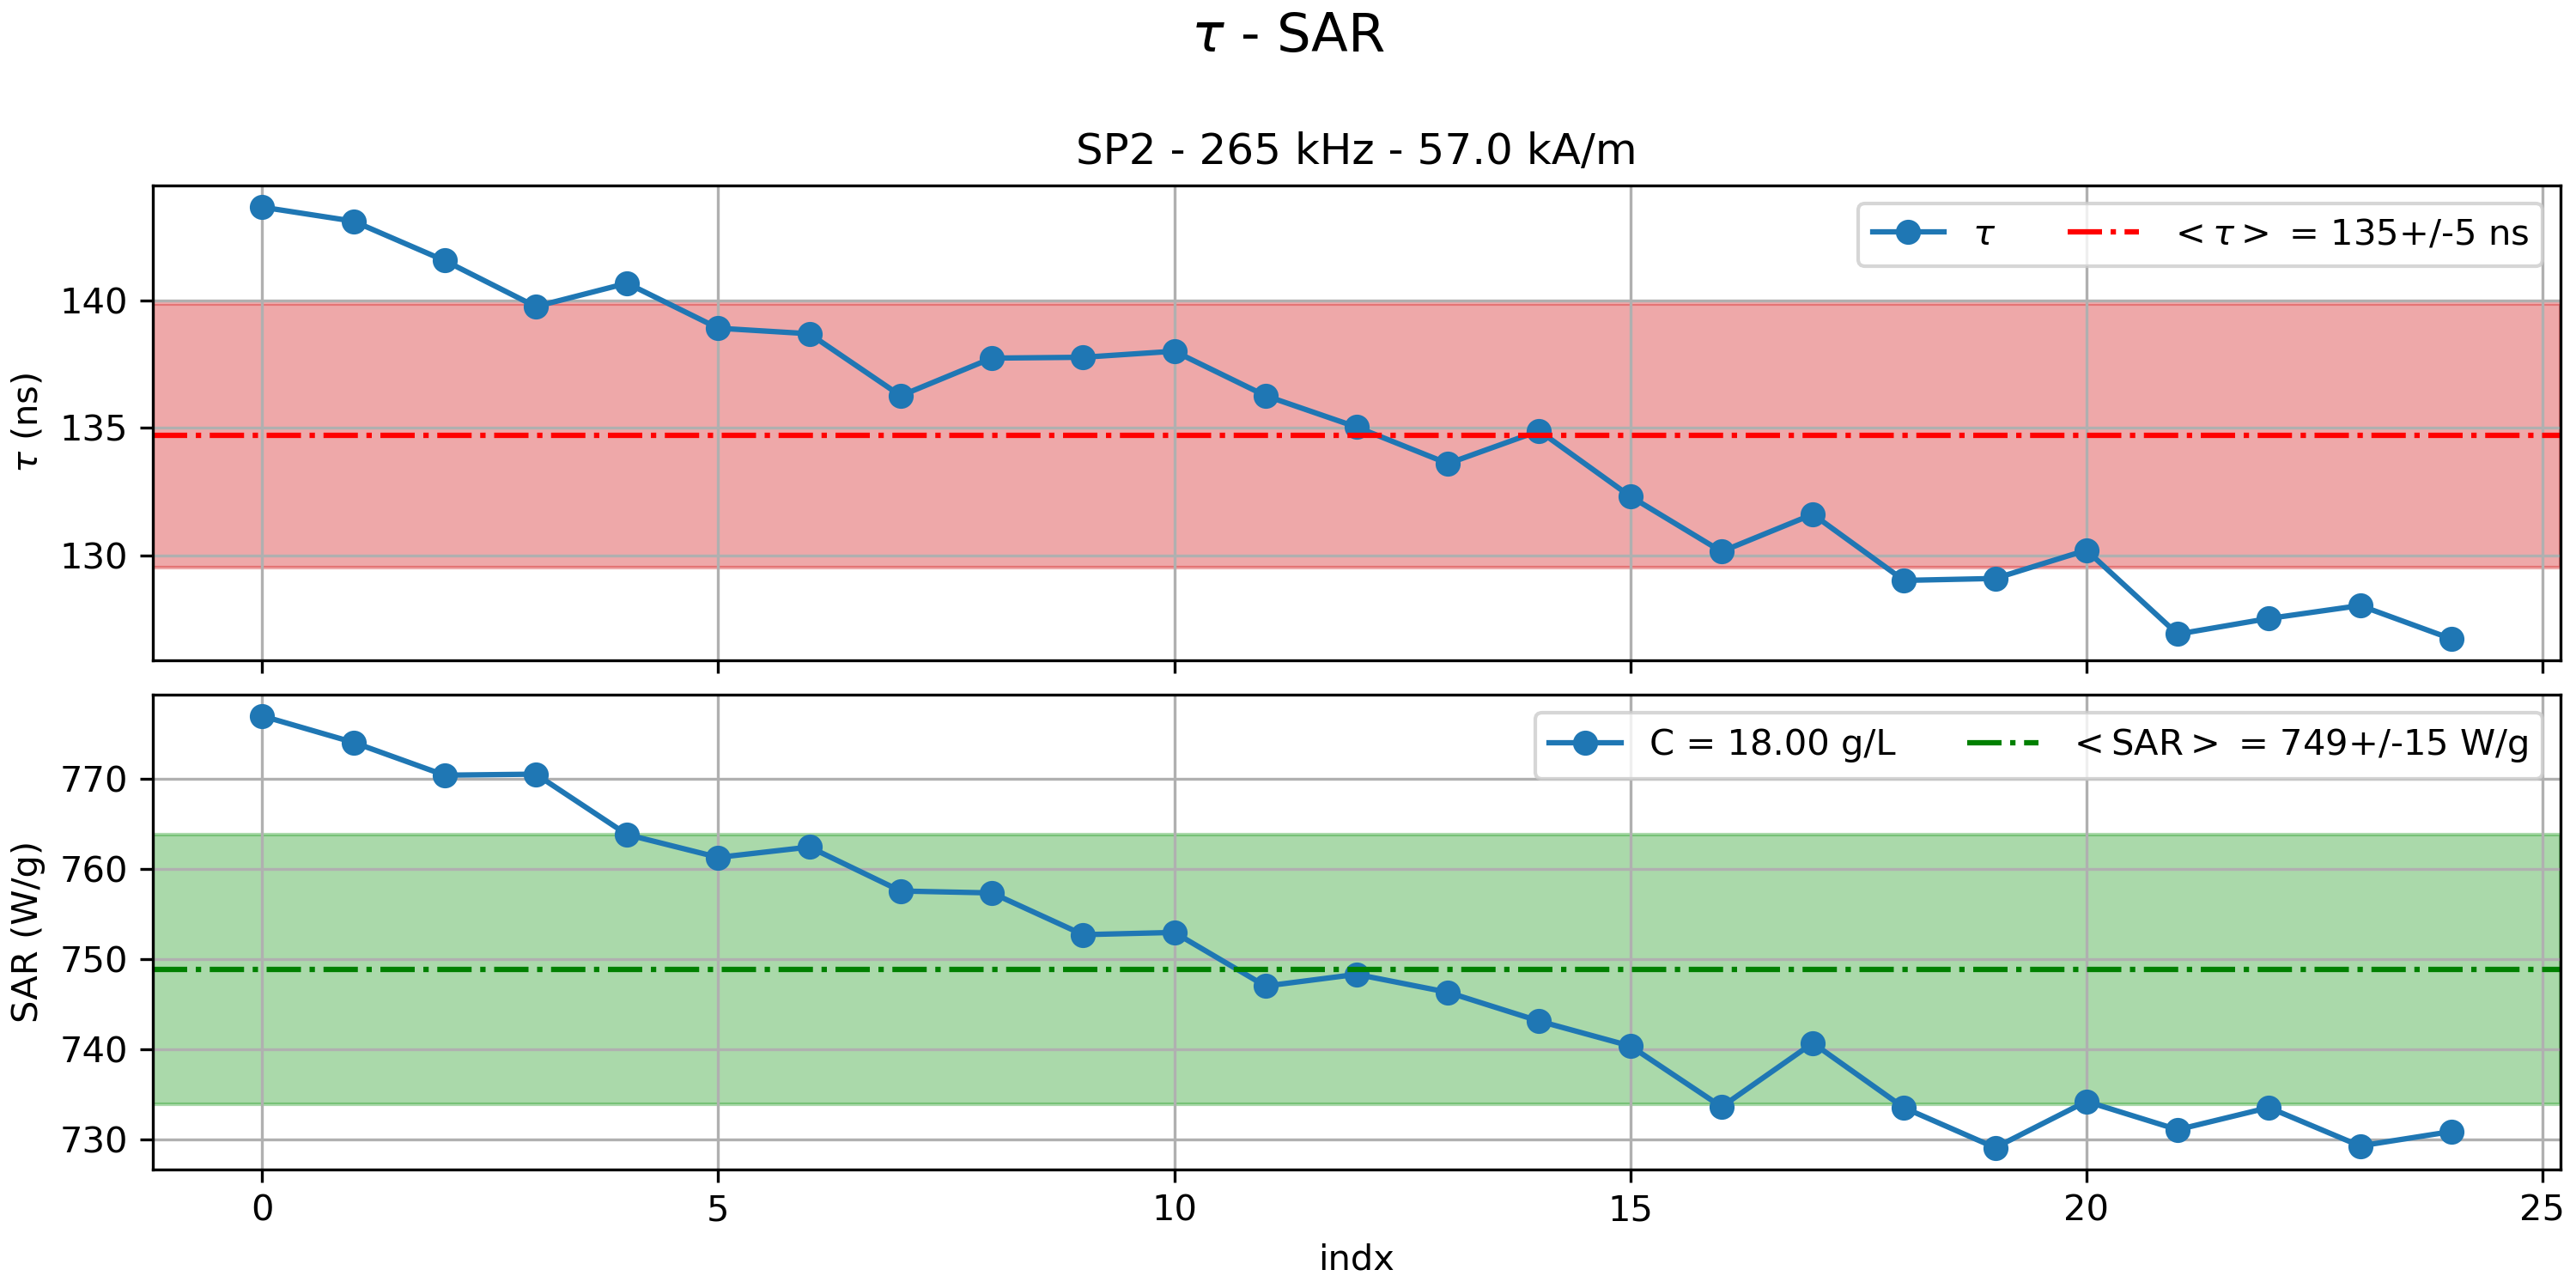 τ - SAR
SP2 - 265 kHz - 57.0 kA/m
τ <τ> = 135+/-5 ns
τ (ns)
140
135
130
C = 18.00 g/L <SAR> = 749+/-15 W/g
SAR (W/g)
770
760
750
740
730
0 5 10 15 20 25
indx